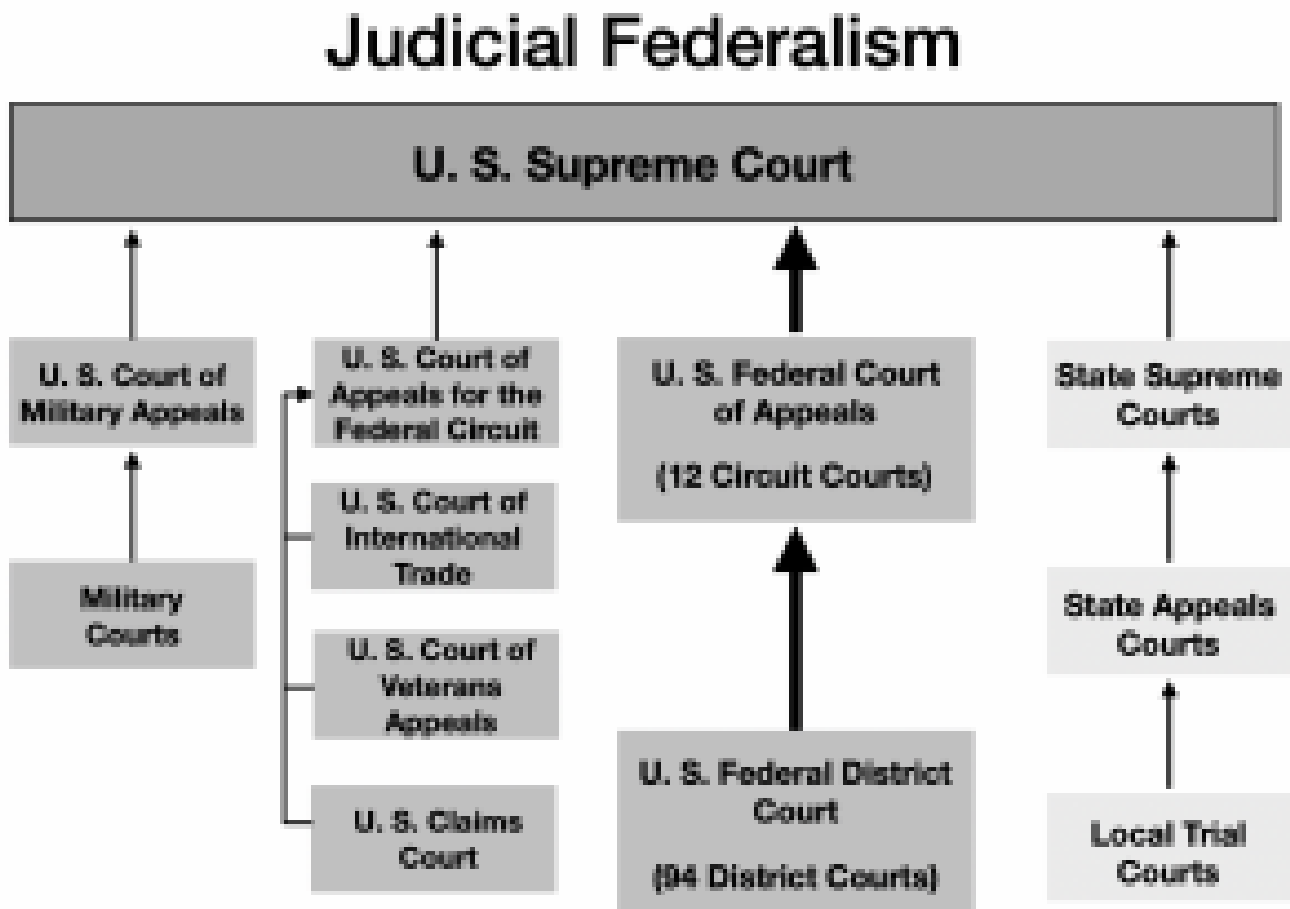 Judicial Federalism
U. S. Supreme Court
U. S. Court of
Military Appeals
Military
Courts
U. S. Court of
Appeals for the
Federal Circuit
U. S. Court of
International
Trade
U. S. Court of
Veterans
Appeals
U. S. Claims
Court
U. S. Federal Court
of Appeals
(12 Circuit Courts)
U. S. Federal District
Court
(94 District Courts)
State Supreme
Courts
State Appeals
Courts
Local Trial
Courts